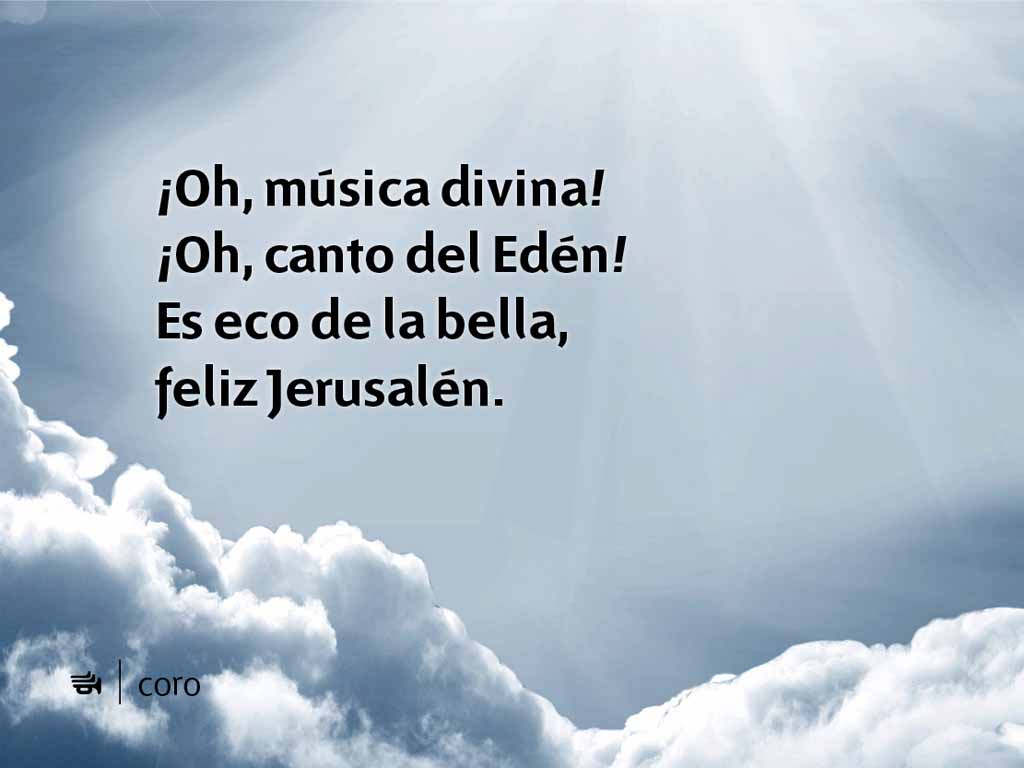 ¡Oh, música divina!
¡Oh, canto del Edén!
Es eco de la bella,
feliz Jerusalén.
coro